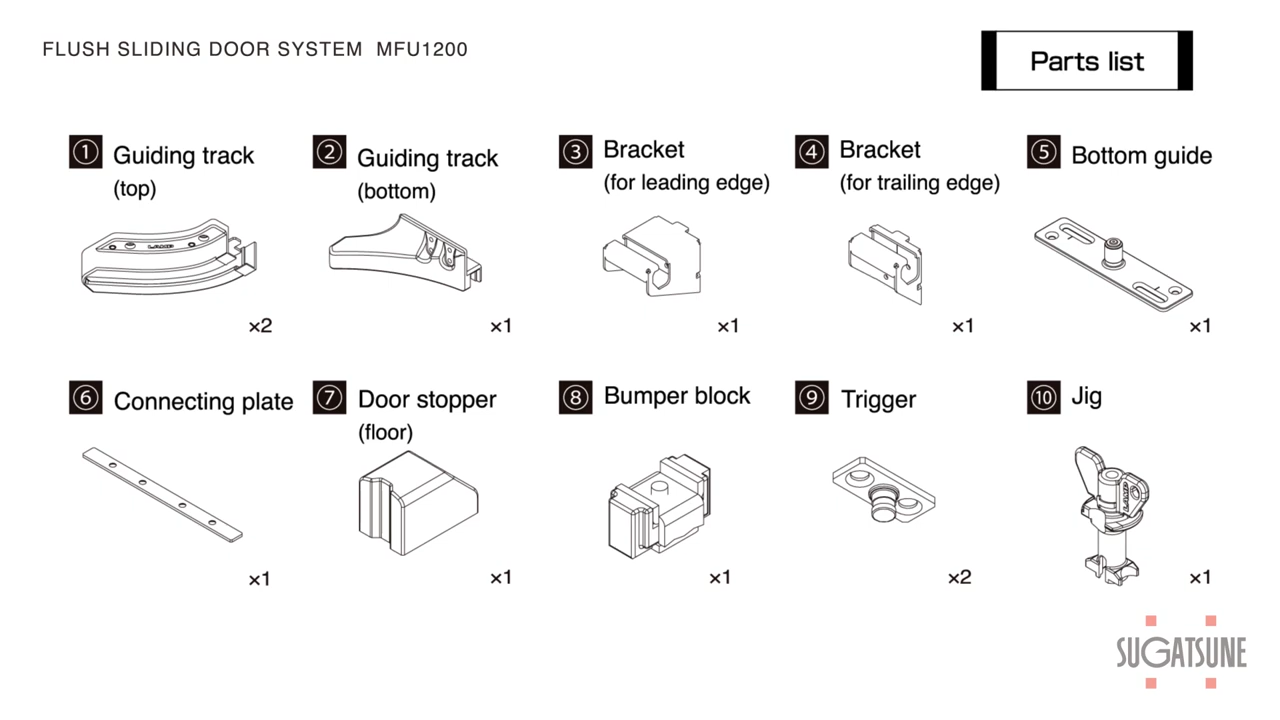 FLUSH SLIDING DOOR SYSTEM MFU1200
Parts list
① Guiding track
(top)
LAMP
×2
② Guiding track
(bottom)
×1
③ Bracket
(for leading edge)
×1
④ Bracket
(for trailing edge)
×1
⑤ Bottom guide
×1
⑥ Connecting plate
×1
⑦ Door stopper
(floor)
×1
⑧ Bumper block
×1
⑨ Trigger
×2
⑩ Jig
LAMP
×1
SUGATSUNE